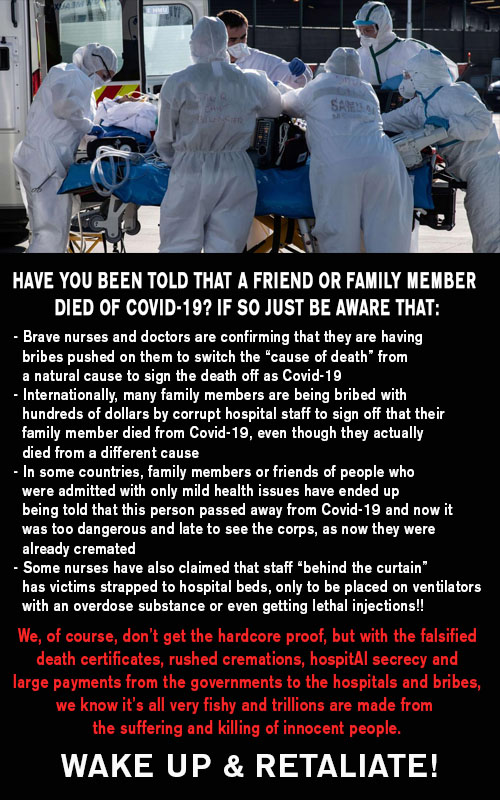 HAVE YOU BEEN TOLD THAT A FRIEND OR FAMILY MEMBER
DIED OF COVID-19? IF SO JUST BE AWARE THAT:
- Brave nurses and doctors are confirming that they are having
bribes pushed on them to switch the “cause of death” from
a natural cause to sign the death off as Covid-19
- Internationally, many family members are being bribed with
hundreds of dollars by corrupt hospital staff to sign off that their
family member died from Covid-19, even though they actually
died from a different cause
- In some countries, family members or friends of people who
were admitted with only mild health issues have ended up
being told that this person passed away from Covid-19 and now it
was too dangerous and late to see the corps, as now they were
already cremated
- Some nurses have also claimed that staff “behind the curtain”
has victims strapped to hospital beds, only to be placed on ventilators
with an overdose substance or even getting lethal injections!!
We, of course, don't get the hardcore proof, but with the falsified
death certificates, rushed cremations, hospitAl secrecy and
large payments from the governments to the hospitals and bribes,
we know it's all very fishy and trillions are made from
the suffering and killing of innocent people.
WAKE UP & RETALIATE!